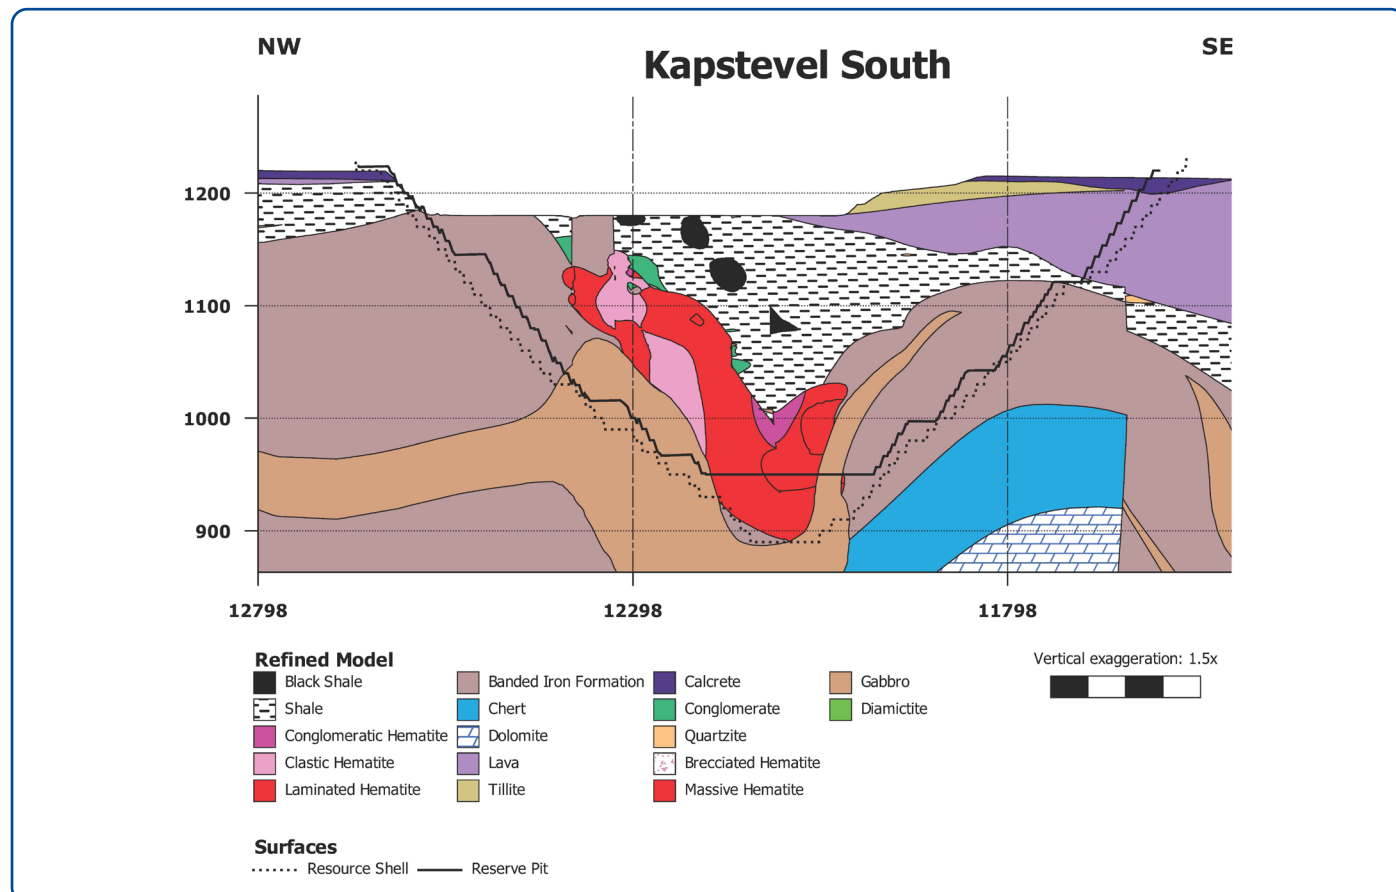 NW
SE
Kapstevel South
1200
1100
1000
900
12798
12298
11798
Refined Model
Vertical exaggeration: 1.5x
Black Shale
Banded Iron Formation
Calcrete
Gabbro
Shale
Chert
Conglomerate
Diamictite
Conglomeratic Hematite
Dolomite
Quartzite
Clastic Hematite
Lava
Brecciated Hematite
Laminated Hematite
Tillite
Massive Hematite
Surfaces
Resource Shell
Reserve Pit